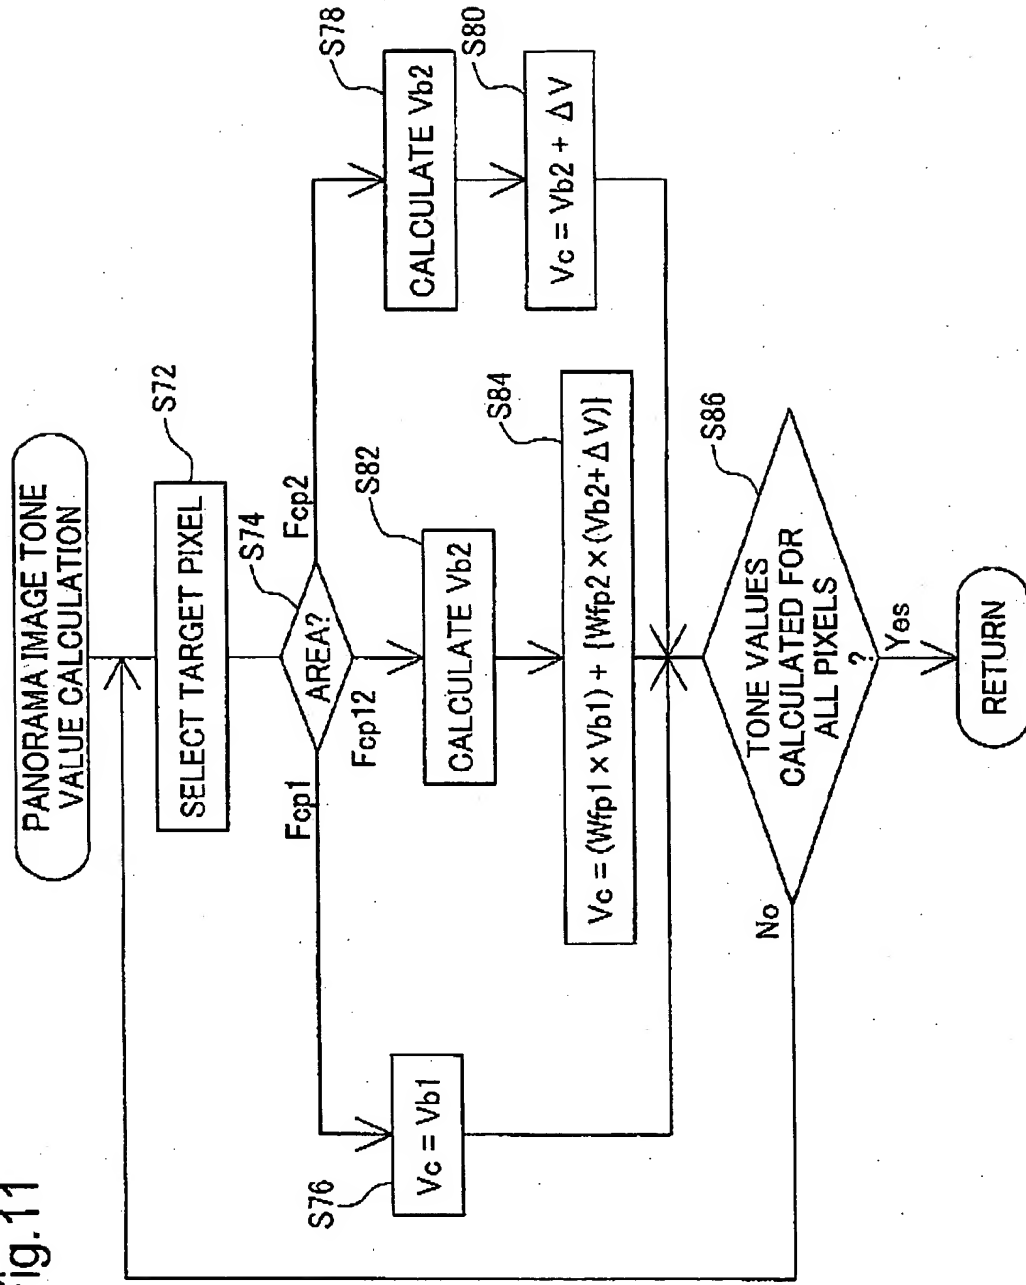 Fig.11
PANORAMA IMAGE TONE
VALUE CALCULATION
S72
SELECT TARGET PIXEL
S74
AREA?
Fcp1
Fcp12
Fcp2
S76
Vc = Vb1
S82
CALCULATE Vb2
S78
CALCULATE Vb2
S84
Vc = (Wfp1 × Vb1) + {Wfp2 × (Vb2+ Δ V)}
S80
Vc = Vb2 + Δ V
S86
TONE VALUES
CALCULATED FOR
ALL PIXELS
?
No
Yes
RETURN